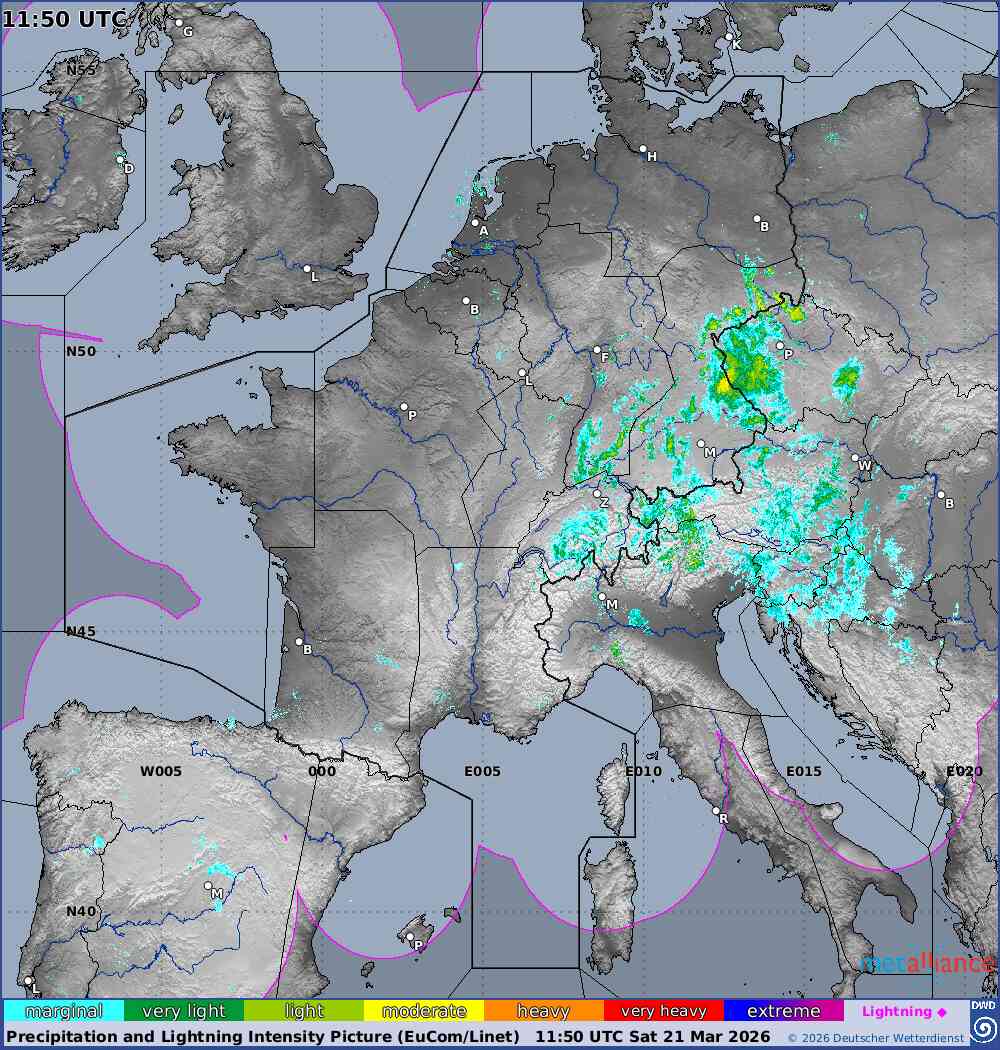 11:50 UTC
G
K
N55
D
H
B
A
L
B
N50
F
P
L
P
M
W
Z
B
M
N45
B
W005
000
E005
E010
E015
E020
R
M
N40
P
L
metalliance
marginal
very light
light
moderate
heavy
very heavy
extreme
Lightning ◆
DWD
Precipitation and Lightning Intensity Picture (EuCom/Linet) 11:50 UTC Sat 21 Mar 2026 © 2026 Deutscher Wetterdienst